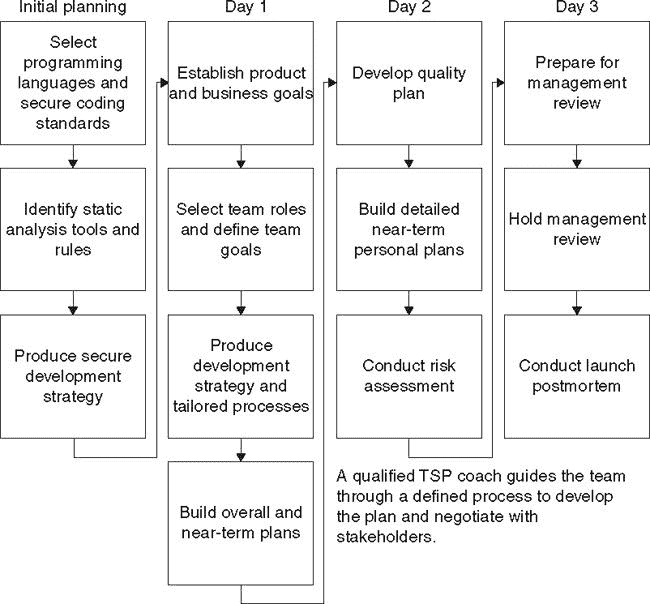 Initial planning
Select
programming
languages and
secure coding
standards
Identify static
analysis tools and
rules
Produce secure
development
strategy
Day 1
Establish product
and business goals
Select team roles
and define team
goals
Produce
development
strategy and
tailored processes
Build overall and
near-term plans
Day 2
Develop quality
plan
Build detailed
near-term
personal plans
Conduct risk
assessment
Day 3
Prepare for
management
review
Hold management
review
Conduct launch
postmortem
A qualified TSP coach guides the team
through a defined process to develop
the plan and negotiate with
stakeholders.